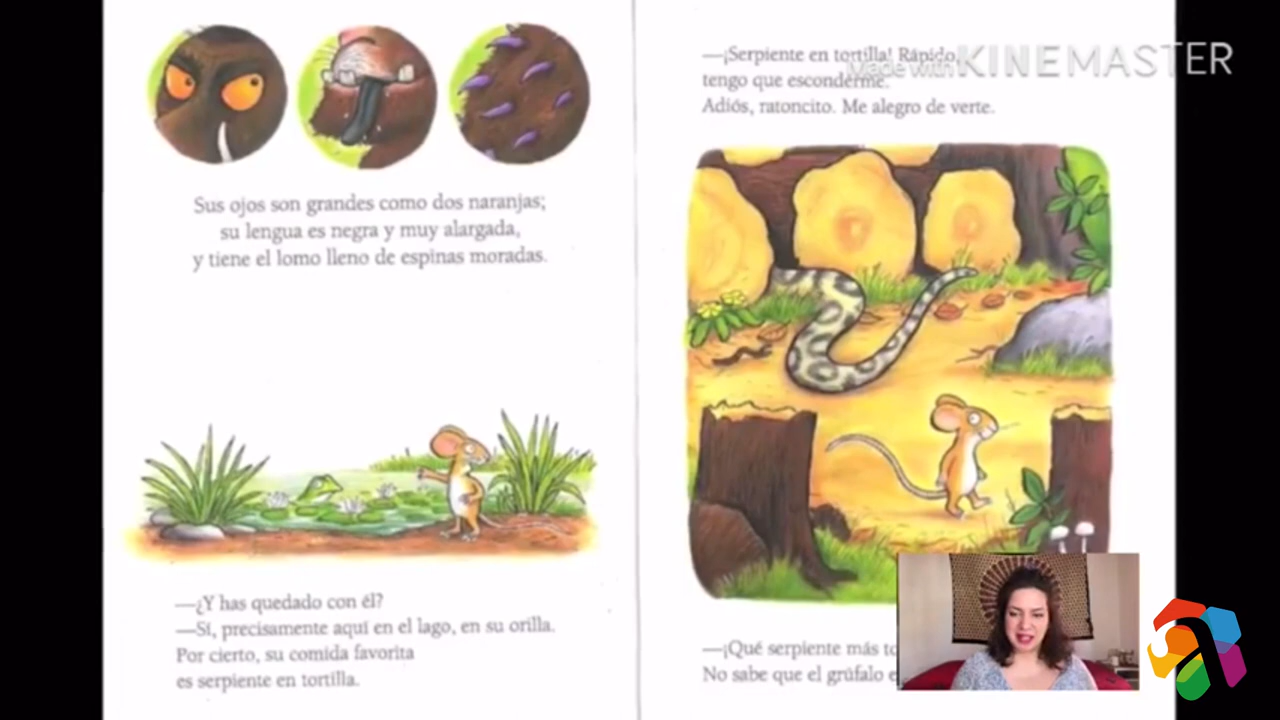 Sus ojos son grandes como dos naranjas;
su lengua es negra y muy alargada,
y tiene el lomo lleno de espinas moradas.
—¿Y has quedado con él?
—Sí, precisamente aquí en el lago, en su orilla.
Por cierto, su comida favorita
es serpiente en tortilla.
—¡Serpiente en tortilla! Rápido,
tengo que esconderme.
Adiós, ratoncito. Me alegro de verte.
Made with KINEMASTER
—¡Qué serpiente más
No sabe que el grúfalo